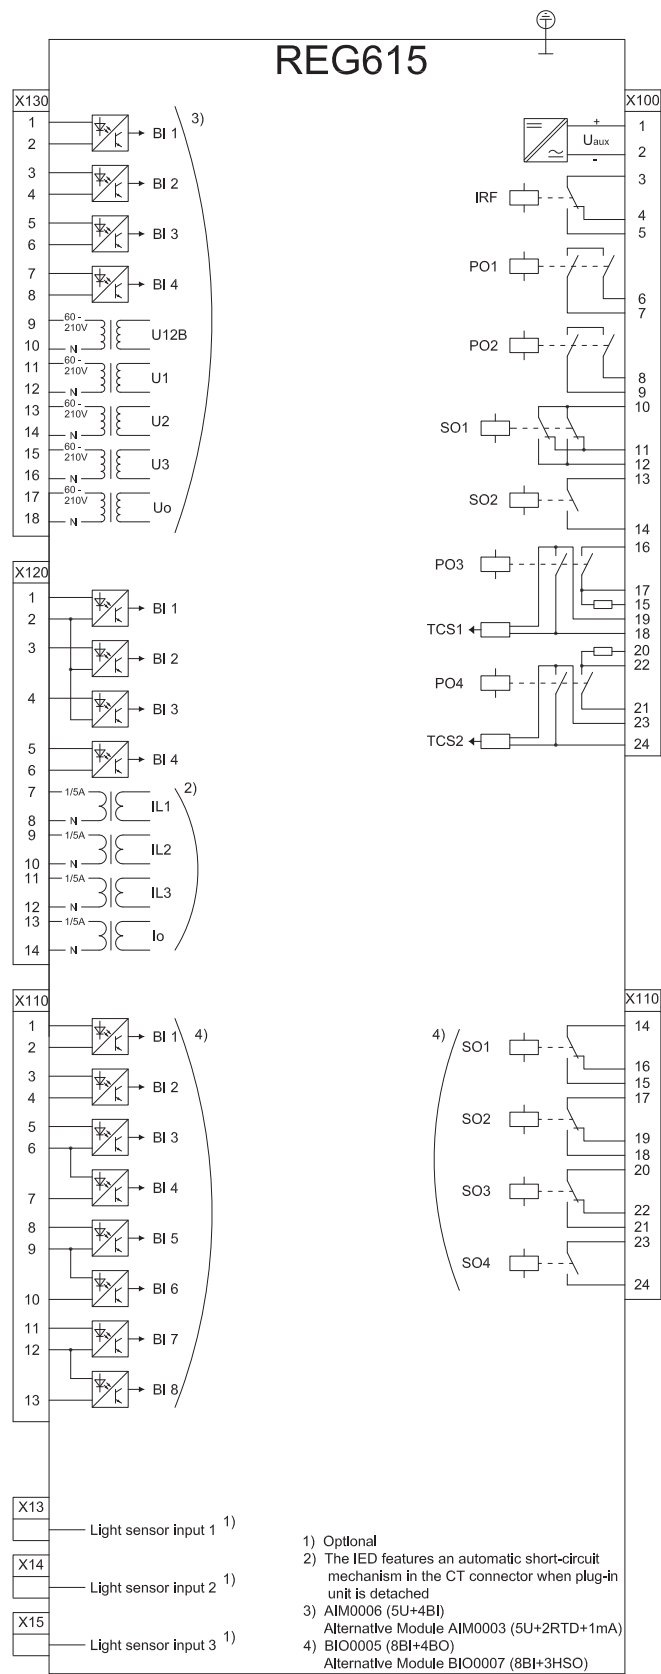 REG615
X130
1
2
BI 1
3)
3
4
BI 2
5
6
BI 3
7
8
BI 4
9
60 -
210V
10
N
U12B
11
60 -
210V
12
N
U1
13
60 -
210V
14
N
U2
15
60 -
210V
16
N
U3
17
60 -
210V
18
N
Uo
X120
1
2
BI 1
3
BI 2
4
BI 3
5
6
BI 4
7
1/5A
8
N
IL1
2)
9
1/5A
10
N
IL2
11
1/5A
12
N
IL3
13
1/5A
14
N
Io
X110
1
2
BI 1
4)
3
4
BI 2
5
6
BI 3
BI 4
7
8
9
BI 5
BI 6
10
11
12
BI 7
BI 8
13
X13
Light sensor input 1 1)
X14
Light sensor input 2 1)
X15
Light sensor input 3 1)
X100
+
1
Uaux
2
-
3
IRF
4
5
PO1
6
7
PO2
8
9
10
SO1
11
12
13
SO2
14
16
PO3
17
15
19
TCS1
18
20
22
PO4
21
23
TCS2
24
X110
14
4)
SO1
16
15
17
SO2
19
18
20
SO3
22
21
23
SO4
24
1) Optional
2) The IED features an automatic short-circuit
mechanism in the CT connector when plug-in
unit is detached
3) AIM0006 (5U+4BI)
Alternative Module AIM0003 (5U+2RTD+1mA)
4) BIO0005 (8BI+4BO)
Alternative Module BIO0007 (8BI+3HSO)